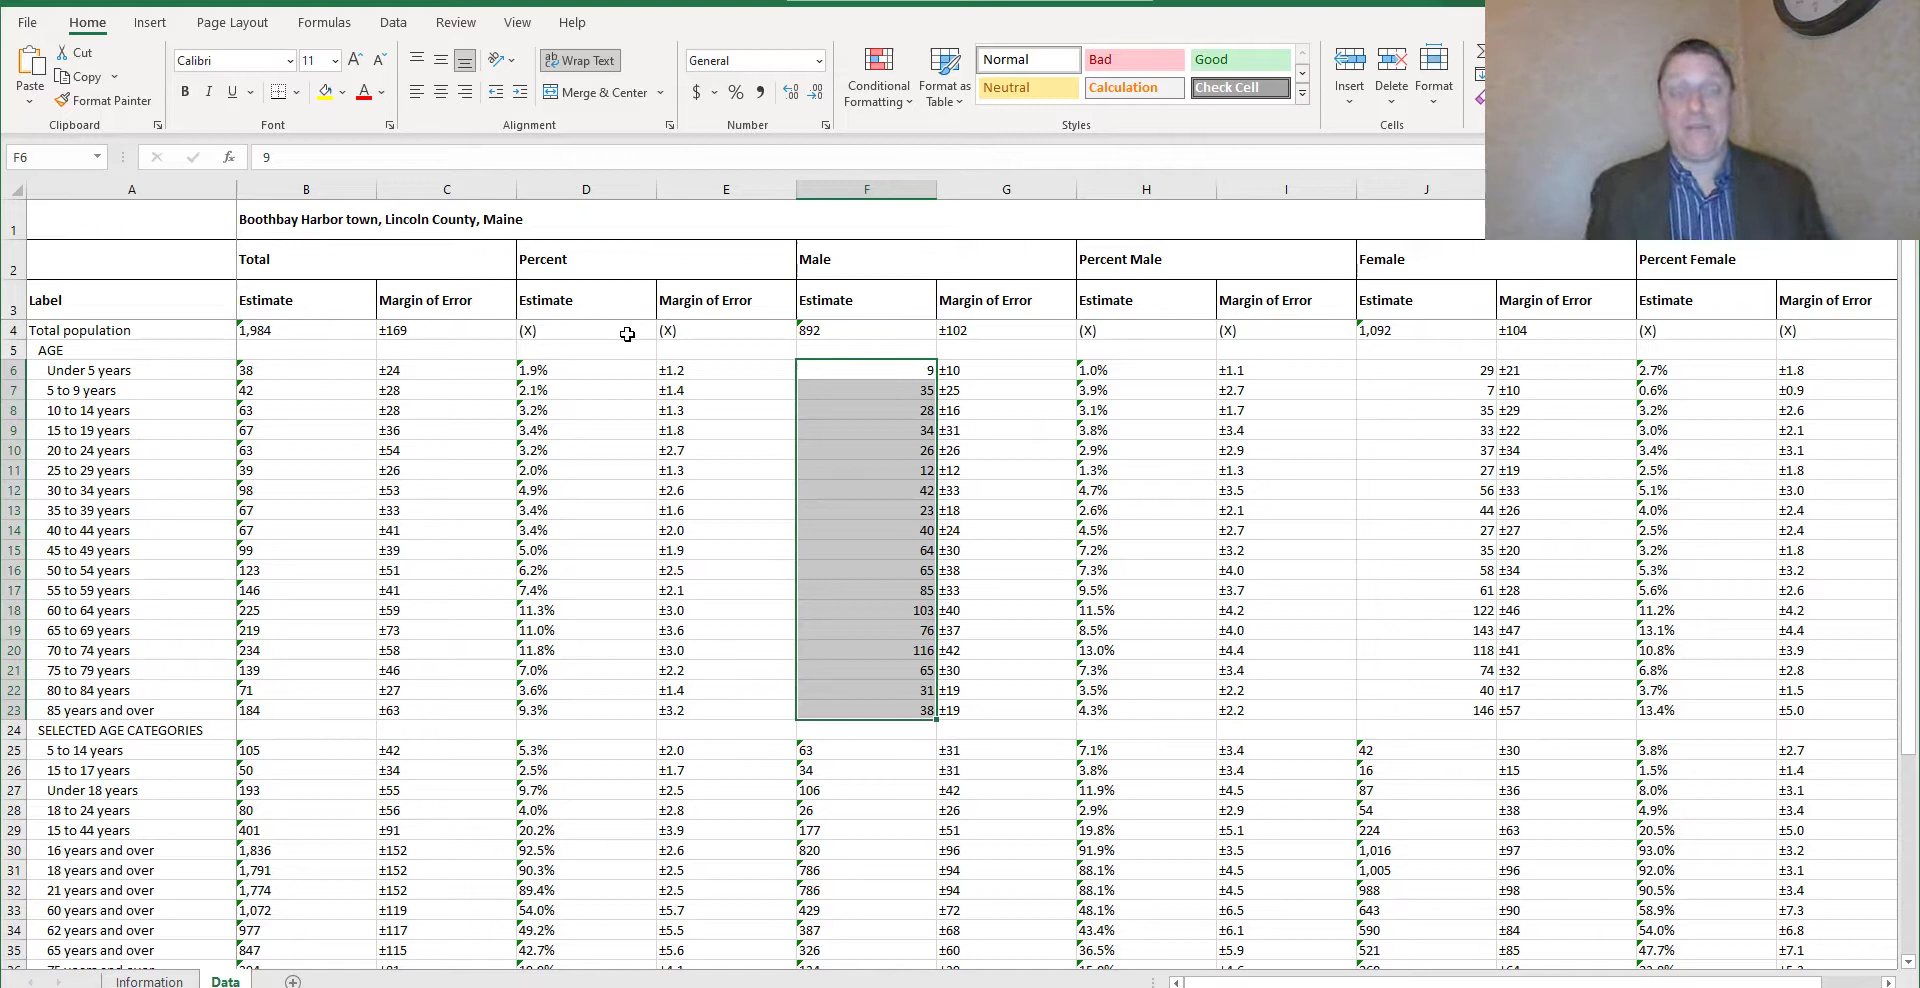 File Home Insert Page Layout Formulas Data Review View Help
Paste Cut Copy Format Painter Clipboard
Calibri 11 A A B I U A Font
ab Wrap Text Merge & Center Alignment
General $ % Number
Conditional Formatting Format as Table
Normal Bad Good
Neutral Calculation Check Cell
Styles
Insert Delete Format
Cells
F6 fx 9
A B C D E F G H I J
1 Boothbay Harbor town, Lincoln County, Maine
2 Total Percent Male Percent Male Female Percent Female
3 Label Estimate Margin of Error Estimate Margin of Error Estimate Margin of Error Estimate Margin of Error Estimate Margin of Error Estimate Margin of Error
4 Total population 1,984 ±169 (X) (X) 892 ±102 (X) (X) 1,092 ±104 (X) (X)
5 AGE
6 Under 5 years 38 ±24 1.9% ±1.2 9 ±10 1.0% ±1.1 29 ±21 2.7% ±1.8
7 5 to 9 years 42 ±28 2.1% ±1.4 35 ±25 3.9% ±2.7 7 ±10 0.6% ±0.9
8 10 to 14 years 63 ±28 3.2% ±1.3 28 ±16 3.1% ±1.7 35 ±29 3.2% ±2.6
9 15 to 19 years 67 ±36 3.4% ±1.8 34 ±31 3.8% ±3.4 33 ±22 3.0% ±2.1
10 20 to 24 years 63 ±54 3.2% ±2.7 26 ±26 2.9% ±2.9 37 ±34 3.4% ±3.1
11 25 to 29 years 39 ±26 2.0% ±1.3 12 ±12 1.3% ±1.3 27 ±19 2.5% ±1.8
12 30 to 34 years 98 ±53 4.9% ±2.6 42 ±33 4.7% ±3.5 56 ±33 5.1% ±3.0
13 35 to 39 years 67 ±33 3.4% ±1.6 23 ±18 2.6% ±2.1 44 ±26 4.0% ±2.4
14 40 to 44 years 67 ±41 3.4% ±2.0 40 ±24 4.5% ±2.7 27 ±27 2.5% ±2.4
15 45 to 49 years 99 ±39 5.0% ±1.9 64 ±30 7.2% ±3.2 35 ±20 3.2% ±1.8
16 50 to 54 years 123 ±51 6.2% ±2.5 65 ±38 7.3% ±4.0 58 ±34 5.3% ±3.2
17 55 to 59 years 146 ±41 7.4% ±2.1 85 ±33 9.5% ±3.7 61 ±28 5.6% ±2.6
18 60 to 64 years 225 ±59 11.3% ±3.0 103 ±40 11.5% ±4.2 122 ±46 11.2% ±4.2
19 65 to 69 years 219 ±73 11.0% ±3.6 76 ±37 8.5% ±4.0 143 ±47 13.1% ±4.4
20 70 to 74 years 234 ±58 11.8% ±3.0 116 ±42 13.0% ±4.4 118 ±41 10.8% ±3.9
21 75 to 79 years 139 ±46 7.0% ±2.2 65 ±30 7.3% ±3.4 74 ±32 6.8% ±2.8
22 80 to 84 years 71 ±27 3.6% ±1.4 31 ±19 3.5% ±2.2 40 ±17 3.7% ±1.5
23 85 years and over 184 ±63 9.3% ±3.2 38 ±19 4.3% ±2.2 146 ±57 13.4% ±5.0
24 SELECTED AGE CATEGORIES
25 5 to 14 years 105 ±42 5.3% ±2.0 63 ±31 7.1% ±3.4 42 ±30 3.8% ±2.7
26 15 to 17 years 50 ±34 2.5% ±1.7 34 ±31 3.8% ±3.4 16 ±15 1.5% ±1.4
27 Under 18 years 193 ±55 9.7% ±2.5 106 ±42 11.9% ±4.5 87 ±36 8.0% ±3.1
28 18 to 24 years 80 ±56 4.0% ±2.8 26 ±26 2.9% ±2.9 54 ±38 4.9% ±3.4
29 15 to 44 years 401 ±91 20.2% ±3.9 177 ±51 19.8% ±5.1 224 ±63 20.5% ±5.0
30 16 years and over 1,836 ±152 92.5% ±2.6 820 ±96 91.9% ±3.5 1,016 ±97 93.0% ±3.2
31 18 years and over 1,791 ±152 90.3% ±2.5 786 ±94 88.1% ±4.5 1,005 ±96 92.0% ±3.1
32 21 years and over 1,774 ±152 89.4% ±2.5 786 ±94 88.1% ±4.5 988 ±98 90.5% ±3.4
33 60 years and over 1,072 ±119 54.0% ±5.7 429 ±72 48.1% ±6.5 643 ±90 58.9% ±7.3
34 62 years and over 977 ±117 49.2% ±5.5 387 ±68 43.4% ±6.1 590 ±84 54.0% ±6.8
35 65 years and over 847 ±115 42.7% ±5.6 326 ±60 36.5% ±5.9 521 ±85 47.7% ±7.1
Information Data